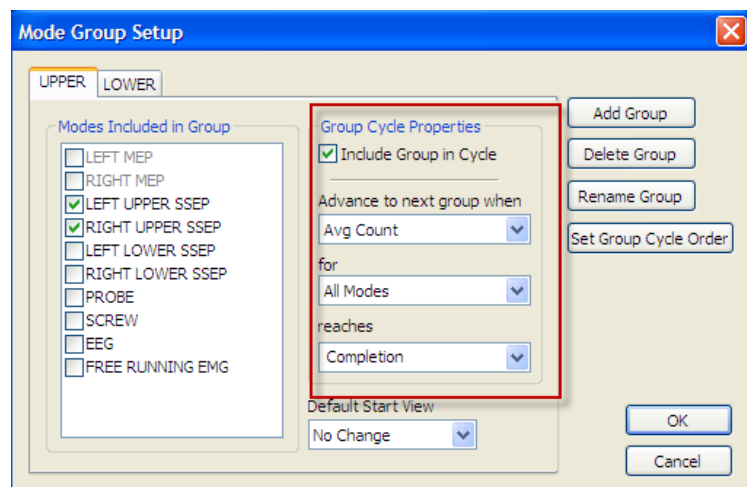 Mode Group Setup
UPPER
LOWER
Modes Included in Group
LEFT MEP
RIGHT MEP
LEFT UPPER SSEP
RIGHT UPPER SSEP
LEFT LOWER SSEP
RIGHT LOWER SSEP
PROBE
SCREW
EEG
FREE RUNNING EMG
Group Cycle Properties
Include Group in Cycle
Advance to next group when
Avg Count
for
All Modes
reaches
Completion
Default Start View
No Change
Add Group
Delete Group
Rename Group
Set Group Cycle Order
OK
Cancel